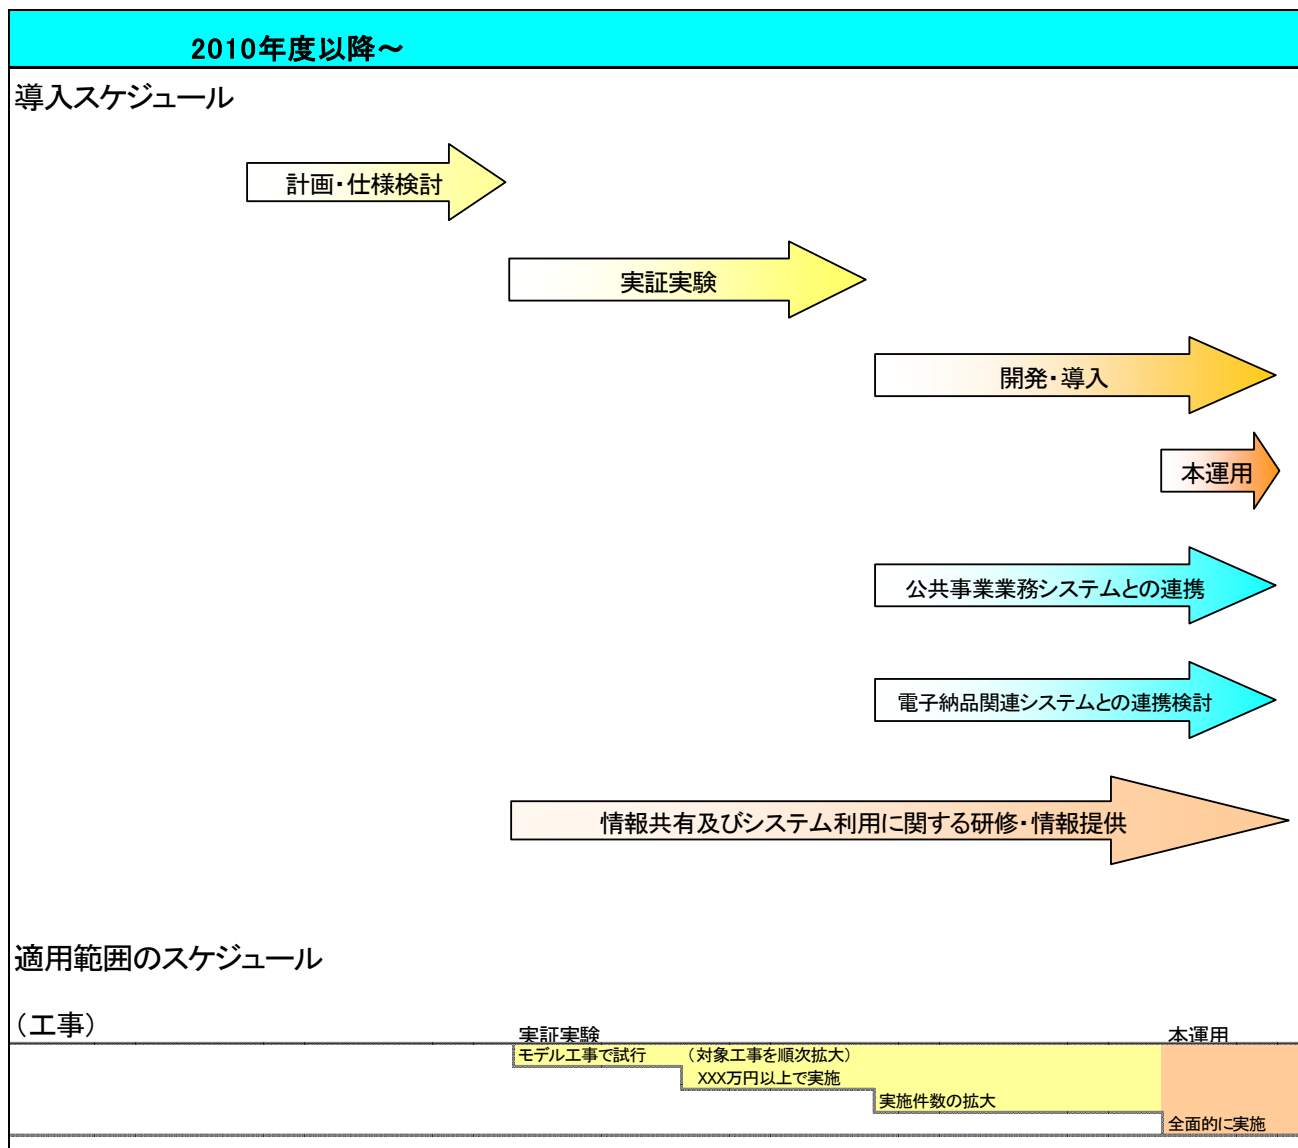 2010年度以降~
導入スケジュール
計画・仕様検討
実証実験
開発・導入
本運用
公共事業業務システムとの連携
電子納品関連システムとの連携検討
情報共有及びシステム利用に関する研修・情報提供
適用範囲のスケジュール
(工事)
実証実験 本運用
モデル工事で試行 (対象工事を順次拡大)
XXX万円以上で実施
実施件数の拡大
全面的に実施